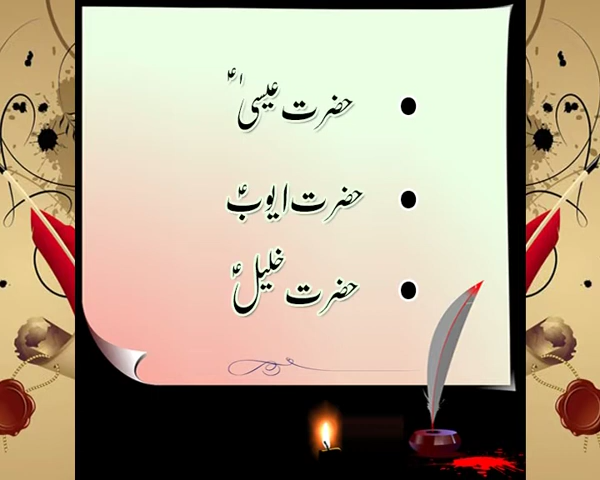 • حضرت عیسیٰ ؑ
• حضرت ایوب ؑ
• حضرت خلیل ؑ